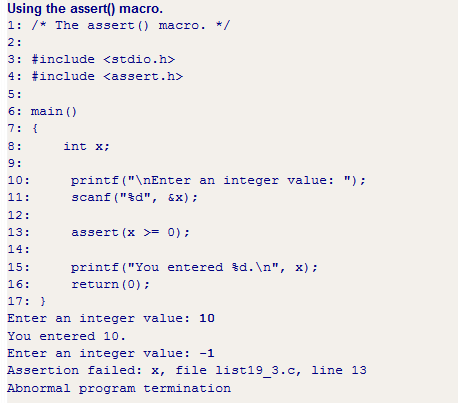 Using the assert() macro.
1: /* The assert() macro. */
2:
3: #include <stdio.h>
4: #include <assert.h>
5:
6: main()
7: {
8:     int x;
9:
10:     printf("\nEnter an integer value: ");
11:     scanf("%d", &x);
12:
13:     assert(x >= 0);
14:
15:     printf("You entered %d.\n", x);
16:     return(0);
17: }
Enter an integer value: 10
You entered 10.
Enter an integer value: -1
Assertion failed: x, file list19_3.c, line 13
Abnormal program termination